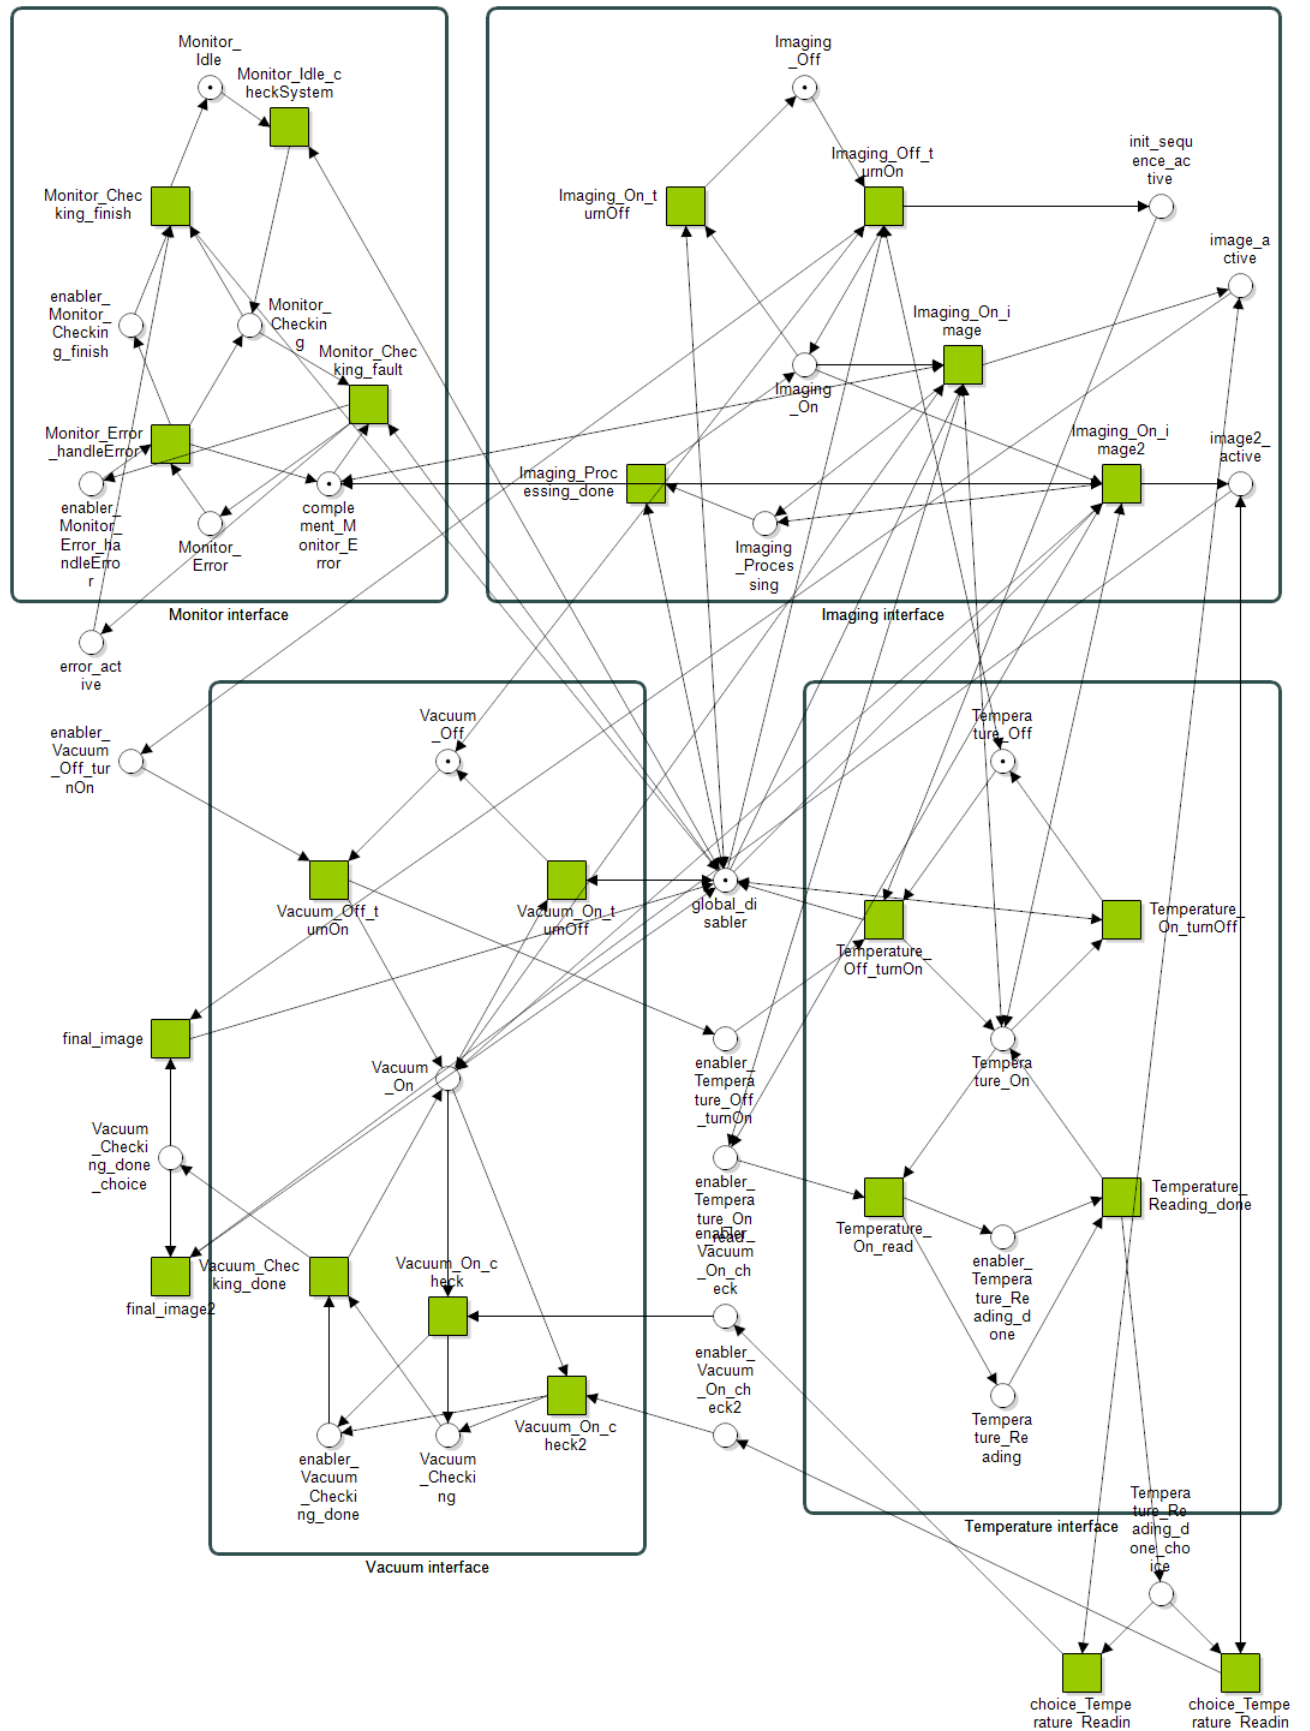 Monitor_
Idle
Monitor_Idle_c
heckSystem
Monitor_Chec
king_finish
enabler_
Monitor_
Checkin
g_finish
Monitor_
Checkin
g
Monitor_Chec
king_fault
Monitor_Error
_handleError
enabler_
Monitor_
Error_ha
ndleErro
r
Monitor_
Error
comple
ment_M
onitor_E
rror
Monitor interface
error_act
ive
Imaging
_Off
Imaging_Off_t
urnOn
Imaging_On_t
urnOff
init_sequ
ence_ac
tive
image_a
ctive
Imaging_On_i
mage
Imaging
_On
Imaging_On_i
mage2
image2_
active
Imaging_Proc
essing_done
Imaging
_Proces
sing
Imaging interface
enabler_
Vacuum
_Off_tur
nOn
Vacuum
_Off
Vacuum_Off_t
urnOn
Vacuum_On_t
urnOff
global_di
sabler
Tempera
ture_Off
Temperature_
Off_turnOn
Temperature_
On_turnOff
final_image
Vacuum
_On
enabler_
Tempera
ture_Off
_turnOn
Tempera
ture_On
Vacuum
_Checki
ng_done
_choice
enabler_
Tempera
ture_On
_read
Temperature_
On_read
Temperature_
Reading_done
enabler_
Tempera
ture_Re
ading_d
one
final_image2
Vacuum_Chec
king_done
Vacuum_On_c
heck
enabler_
Vacuum
_On_ch
eck
enabler_
Vacuum
_On_ch
eck2
Vacuum_On_c
heck2
enabler_
Vacuum
_Checki
ng_done
Vacuum
_Checki
ng
Tempera
ture_Re
ading
Vacuum interface
Temperature interface
Tempera
ture_Re
ading_d
one_cho
ice
choice_Tempe
rature_Readin
choice_Tempe
rature_Readin